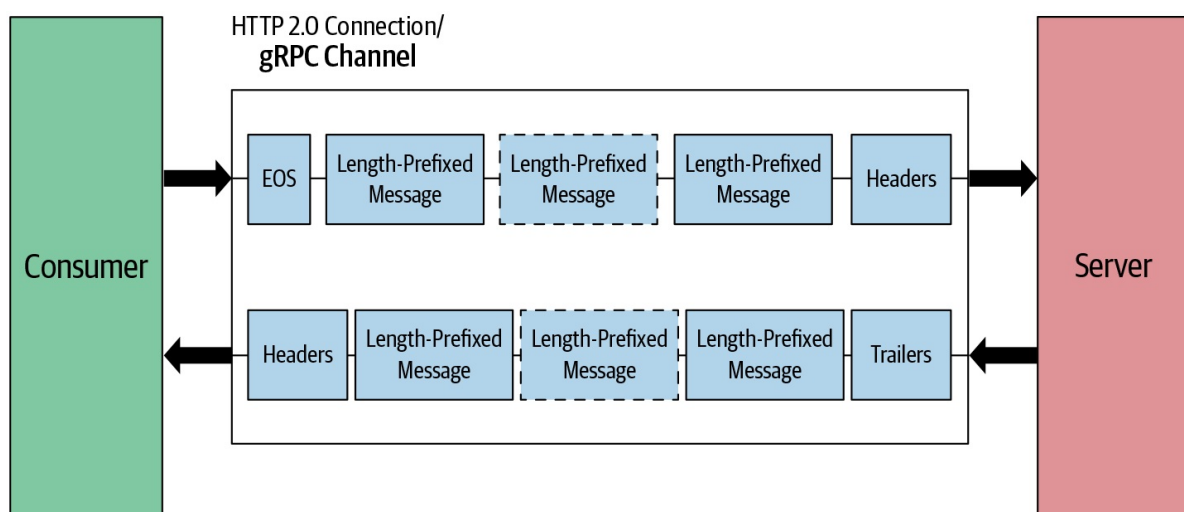 HTTP 2.0 Connection/
gRPC Channel
Consumer
EOS
Length-Prefixed
Message
Length-Prefixed
Message
Length-Prefixed
Message
Headers
Server
Headers
Length-Prefixed
Message
Length-Prefixed
Message
Length-Prefixed
Message
Trailers